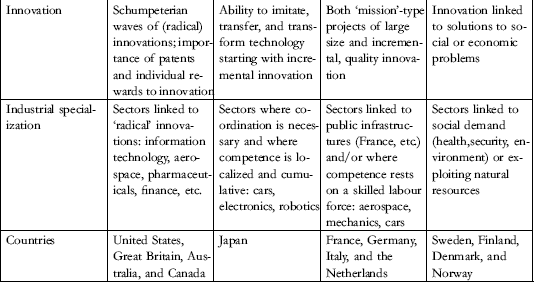 Innovation
Schumpeterian
waves of (radical)
innovations; impor-
tance of patents
and individual re-
wards to innovation
Ability to imitate,
transfer, and trans-
form technology
starting with incre-
mental innovation
Both ‘mission’-type
projects of large
size and incremen-
tal, quality innova-
tion
Innovation linked
to solutions to so-
cial or economic
problems
Industrial special-
ization
Sectors linked to
‘radical’ innova-
tions: information
technology, aero-
space, pharmaceut-
icals, finance, etc.
Sectors where co-
ordination is neces-
sary and where
competence is lo-
calized and cumu-
lative: cars,
electronics, robotics
Sectors linked to
public infrastruc-
tures (France, etc)
and/or where
competence rests
on a skilled labour
force: aerospace,
mechanics, cars
Sectors linked to
social demand
(health,security, en-
vironment) or ex-
ploiting natural
resources
Countries
United States,
Great Britain, Aus-
tralia, and Canada
Japan
France, Germany,
Italy, and the
Netherlands
Sweden, Finland,
Denmark, and
Norway